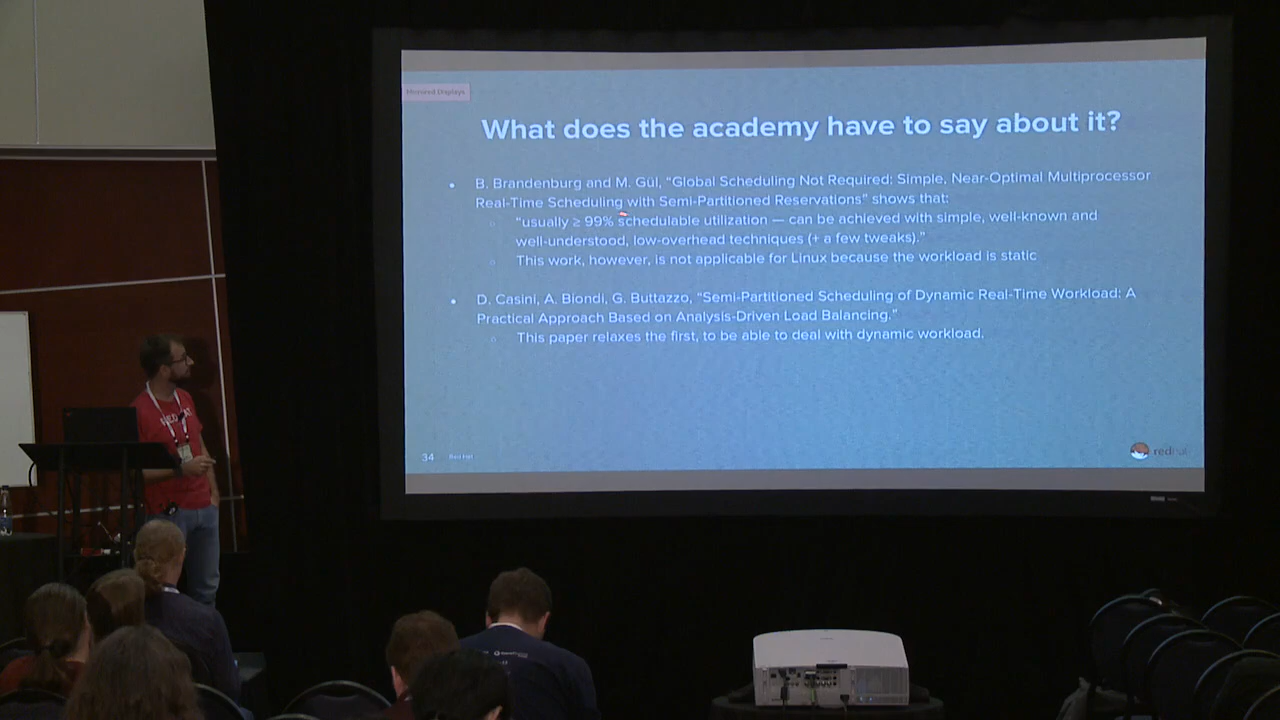 Mirrored Displays
What does the academy have to say about it?
● B. Brandenburg and M. Gül, “Global Scheduling Not Required: Simple, Near-Optimal Multiprocessor
Real-Time Scheduling with Semi-Partitioned Reservations” shows that:
○ “usually ≥ 99% schedulable utilization — can be achieved with simple, well-known and
well-understood, low-overhead techniques (+ a few tweaks).”
○ This work, however, is not applicable for Linux because the workload is static
● D. Casini, A. Biondi, G. Buttazzo, “Semi-Partitioned Scheduling of Dynamic Real-Time Workload: A
Practical Approach Based on Analysis-Driven Load Balancing.”
○ This paper relaxes the first, to be able to deal with dynamic workload.
34 Red Hat
redhat